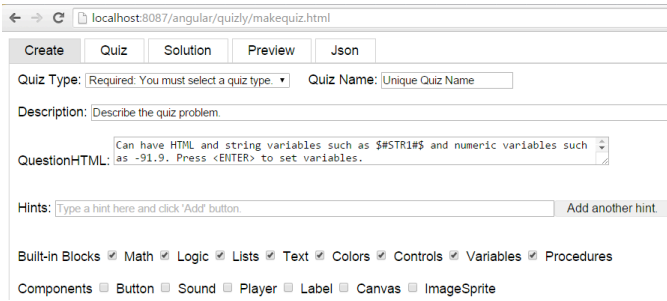 localhost:8087/angular/quizly/makequiz.html
Create Quiz Solution Preview Json
Quiz Type: Required: You must select a quiz type. Quiz Name: Unique Quiz Name
Description: Describe the quiz problem.
QuestionHTML: Can have HTML and string variables such as $#STR1#$ and numeric variables such
as -91.9. Press <ENTER> to set variables.
Hints: Type a hint here and click 'Add' button. Add another hint.
Built-in Blocks Math Logic Lists Text Colors Controls Variables Procedures
Components Button Sound Player Label Canvas ImageSprite